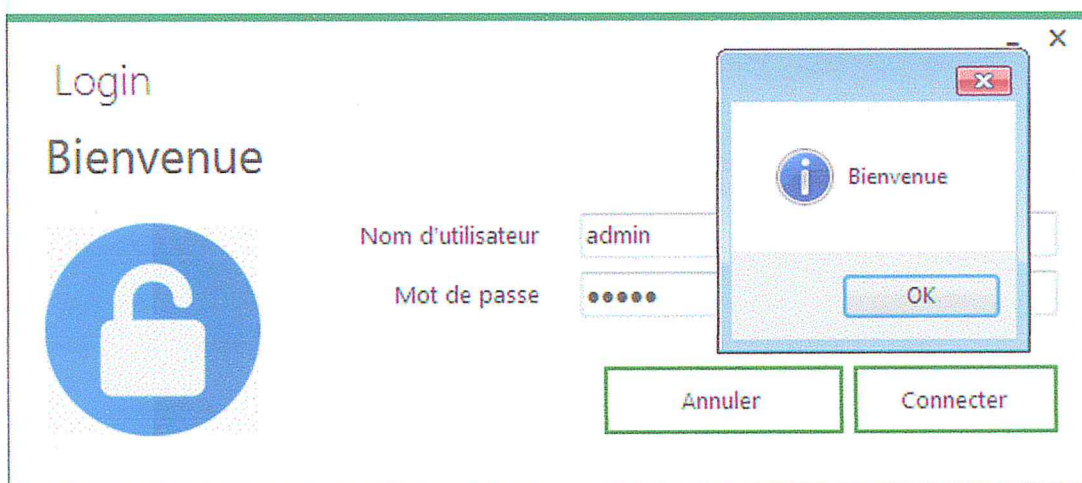 Login
Bienvenue
Nom d'utilisateur
admin
Mot de passe
●●●●●
Annuler
Connecter
Bienvenue
OK